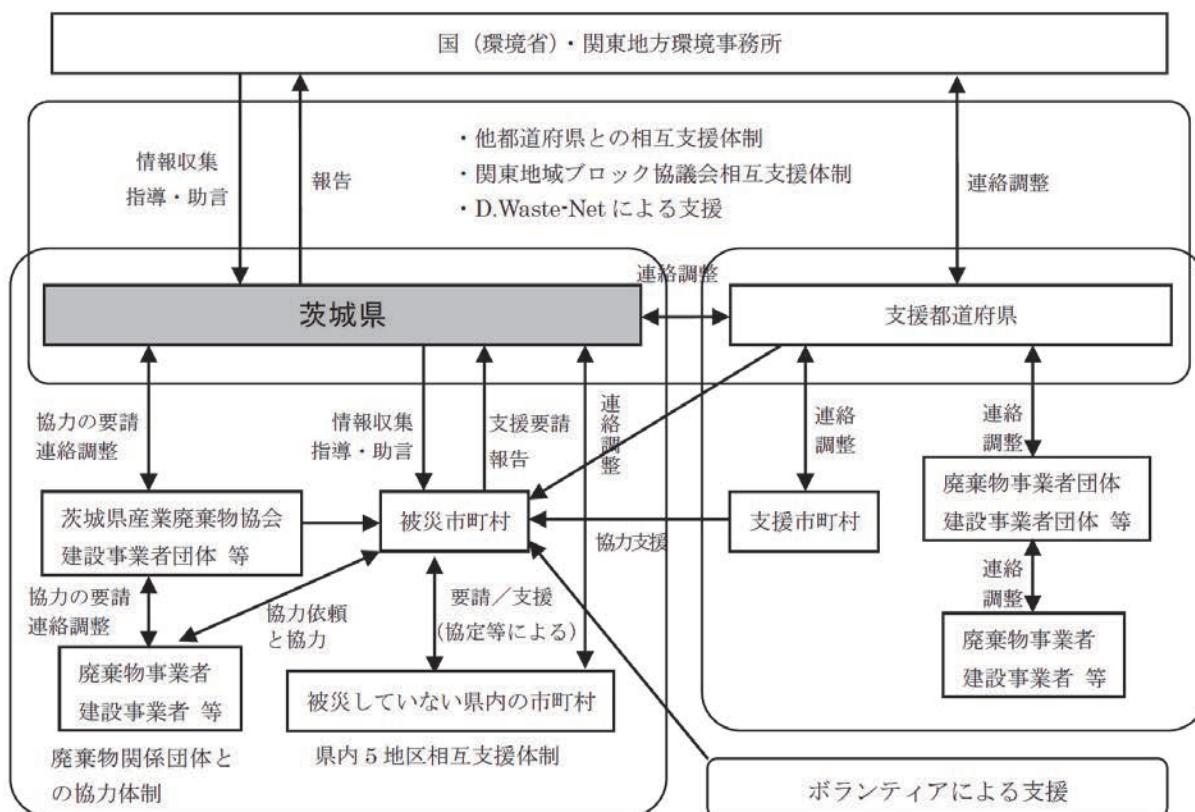 国（環境省）・関東地方環境事務所
情報収集
指導・助言
報告
・他都道府県との相互支援体制
・関東地域ブロック協議会相互支援体制
・D.Waste-Net による支援
連絡調整
連絡調整
茨城県
支援都道府県
協力の要請
連絡調整
情報収集
指導・助言
支援要請
報告
連絡調整
連絡
調整
連絡
調整
茨城県産業廃棄物協会
建設事業者団体 等
被災市町村
協力支援
支援市町村
廃棄物事業者団体
建設事業者団体 等
協力の要請
連絡調整
協力依頼
と協力
要請／支援
（協定等による）
連絡
調整
廃棄物事業者
建設事業者 等
被災していない県内の市町村
廃棄物事業者
建設事業者 等
廃棄物関係団体と
の協力体制
県内 5 地区相互支援体制
ボランティアによる支援